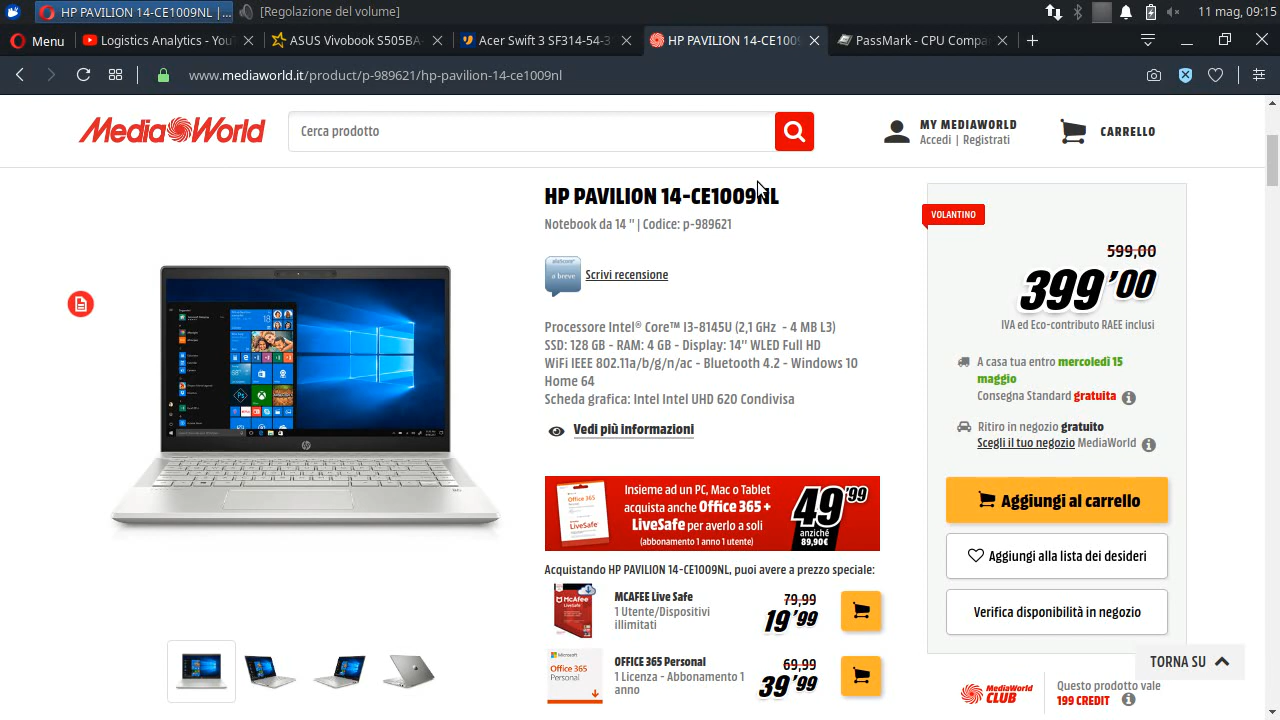 HP PAVILION 14-CE1009NL |...
[Regolazione del volume]
11 mag, 09:15
Menu
Logistics Analytics - You
ASUS Vivobook S505BA-
Acer Swift 3 SF314-54-3
HP PAVILION 14-CE1009
PassMark - CPU Compa
www.mediaworld.it/product/p-989621/hp-pavilion-14-ce1009nl
MediaWorld
Cerca prodotto
MY MEDIAWORLD
Accedi | Registrati
CARRELLO
HP PAVILION 14-CE1009NL
Notebook da 14 " | Codice: p-989621
a breve
Scrivi recensione
Processore Intel® Core™ I3-8145U (2,1 GHz - 4 MB L3)
SSD: 128 GB - RAM: 4 GB - Display: 14'' WLED Full HD
WiFi IEEE 802.11a/b/g/n/ac - Bluetooth 4.2 - Windows 10
Home 64
Scheda grafica: Intel Intel UHD 620 Condivisa
Vedi più informazioni
Insieme ad un PC, Mac o Tablet
acquista anche Office 365 +
LiveSafe per averlo a soli
(abbonamento 1 anno 1 utente)
49'99
anziché
89,90€
Office 365
Acquistando HP PAVILION 14-CE1009NL, puoi avere a prezzo speciale:
McAfee
LiveSafe
MCAFEE Live Safe
1 Utente/Dispositivi
illimitati
79,99
19'99
Microsoft
Office 365
Personal
OFFICE 365 Personal
1 Licenza - Abbonamento 1
anno
69,99
39'99
VOLANTINO
599,00
399'00
IVA ed Eco-contributo RAEE inclusi
A casa tua entro mercoledì 15
maggio
Consegna Standard gratuita
Ritiro in negozio gratuito
Scegli il tuo negozio MediaWorld
Aggiungi al carrello
Aggiungi alla lista dei desideri
Verifica disponibilità in negozio
TORNA SU
MediaWorld
CLUB
Questo prodotto vale
199 CREDIT